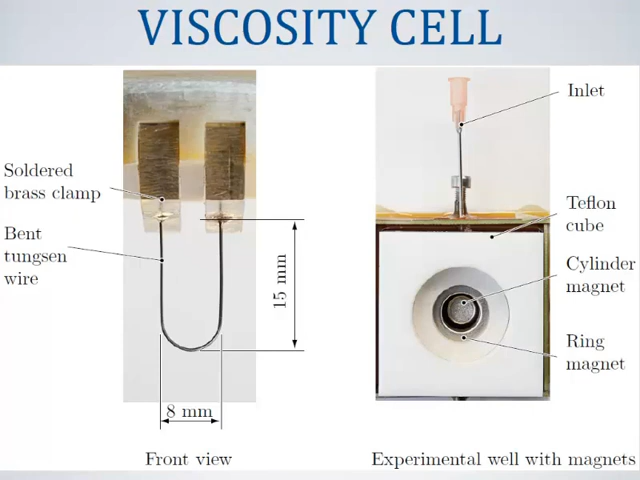 VISCOSITY CELL
Soldered
brass clamp
Bent
tungsen
wire
15 mm
8 mm
Front view
Inlet
Teflon
cube
Cylinder
magnet
Ring
magnet
Experimental well with magnets